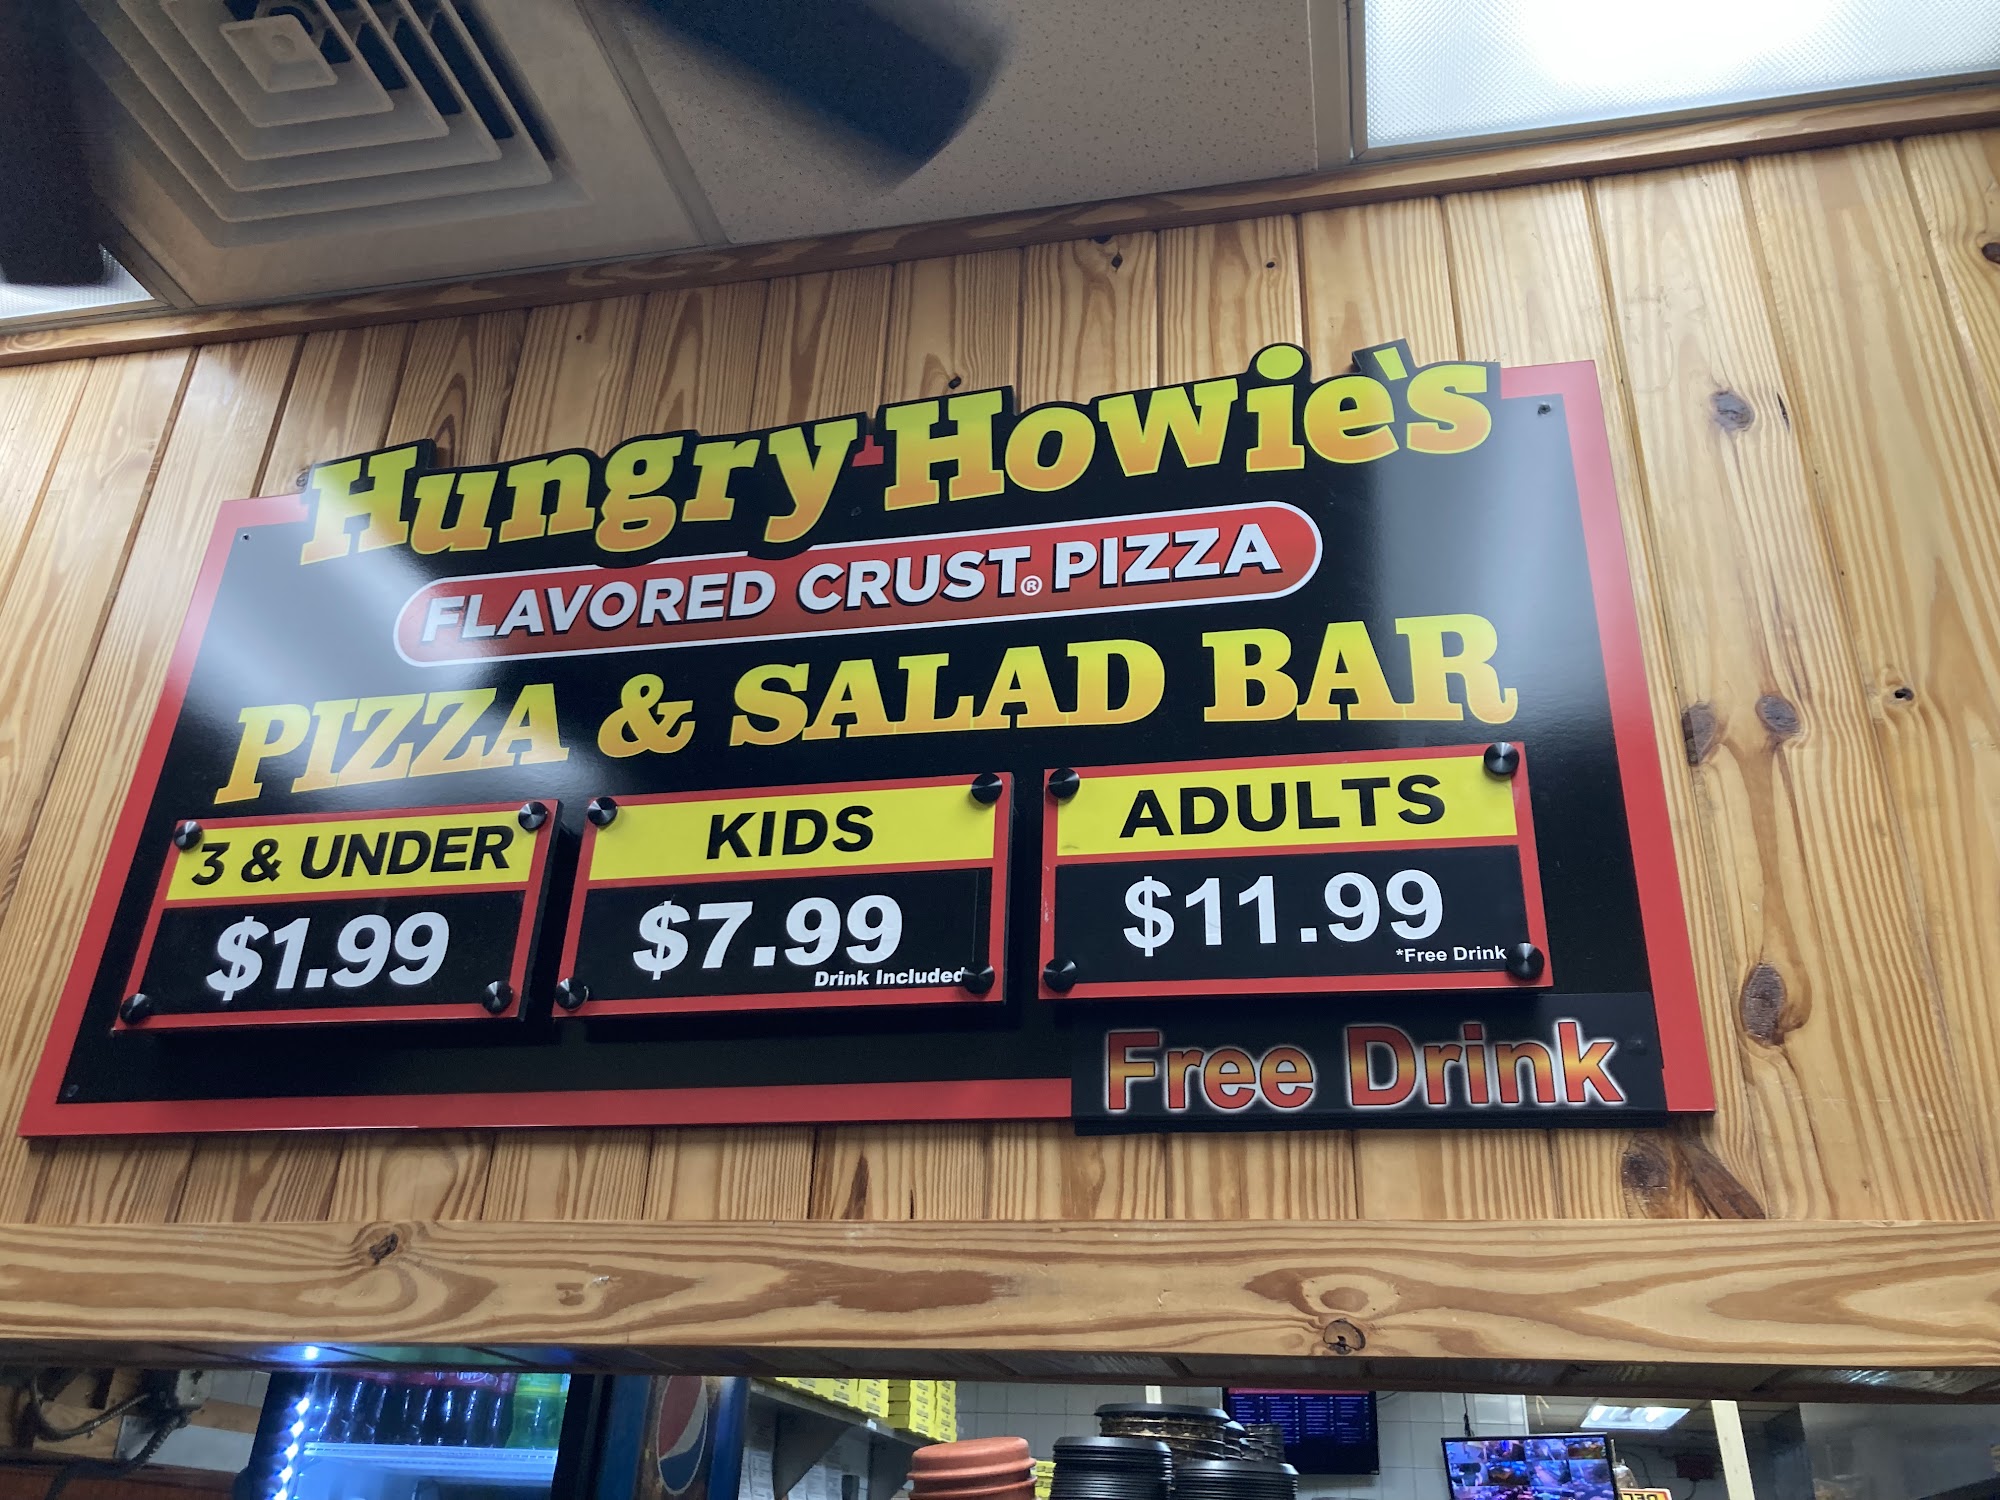 Hungry Howie's
FLAVORED CRUST® PIZZA
PIZZA & SALAD BAR
3 & UNDER
$1.99
KIDS
$7.99
Drink Included
ADULTS
$11.99
*Free Drink
Free Drink